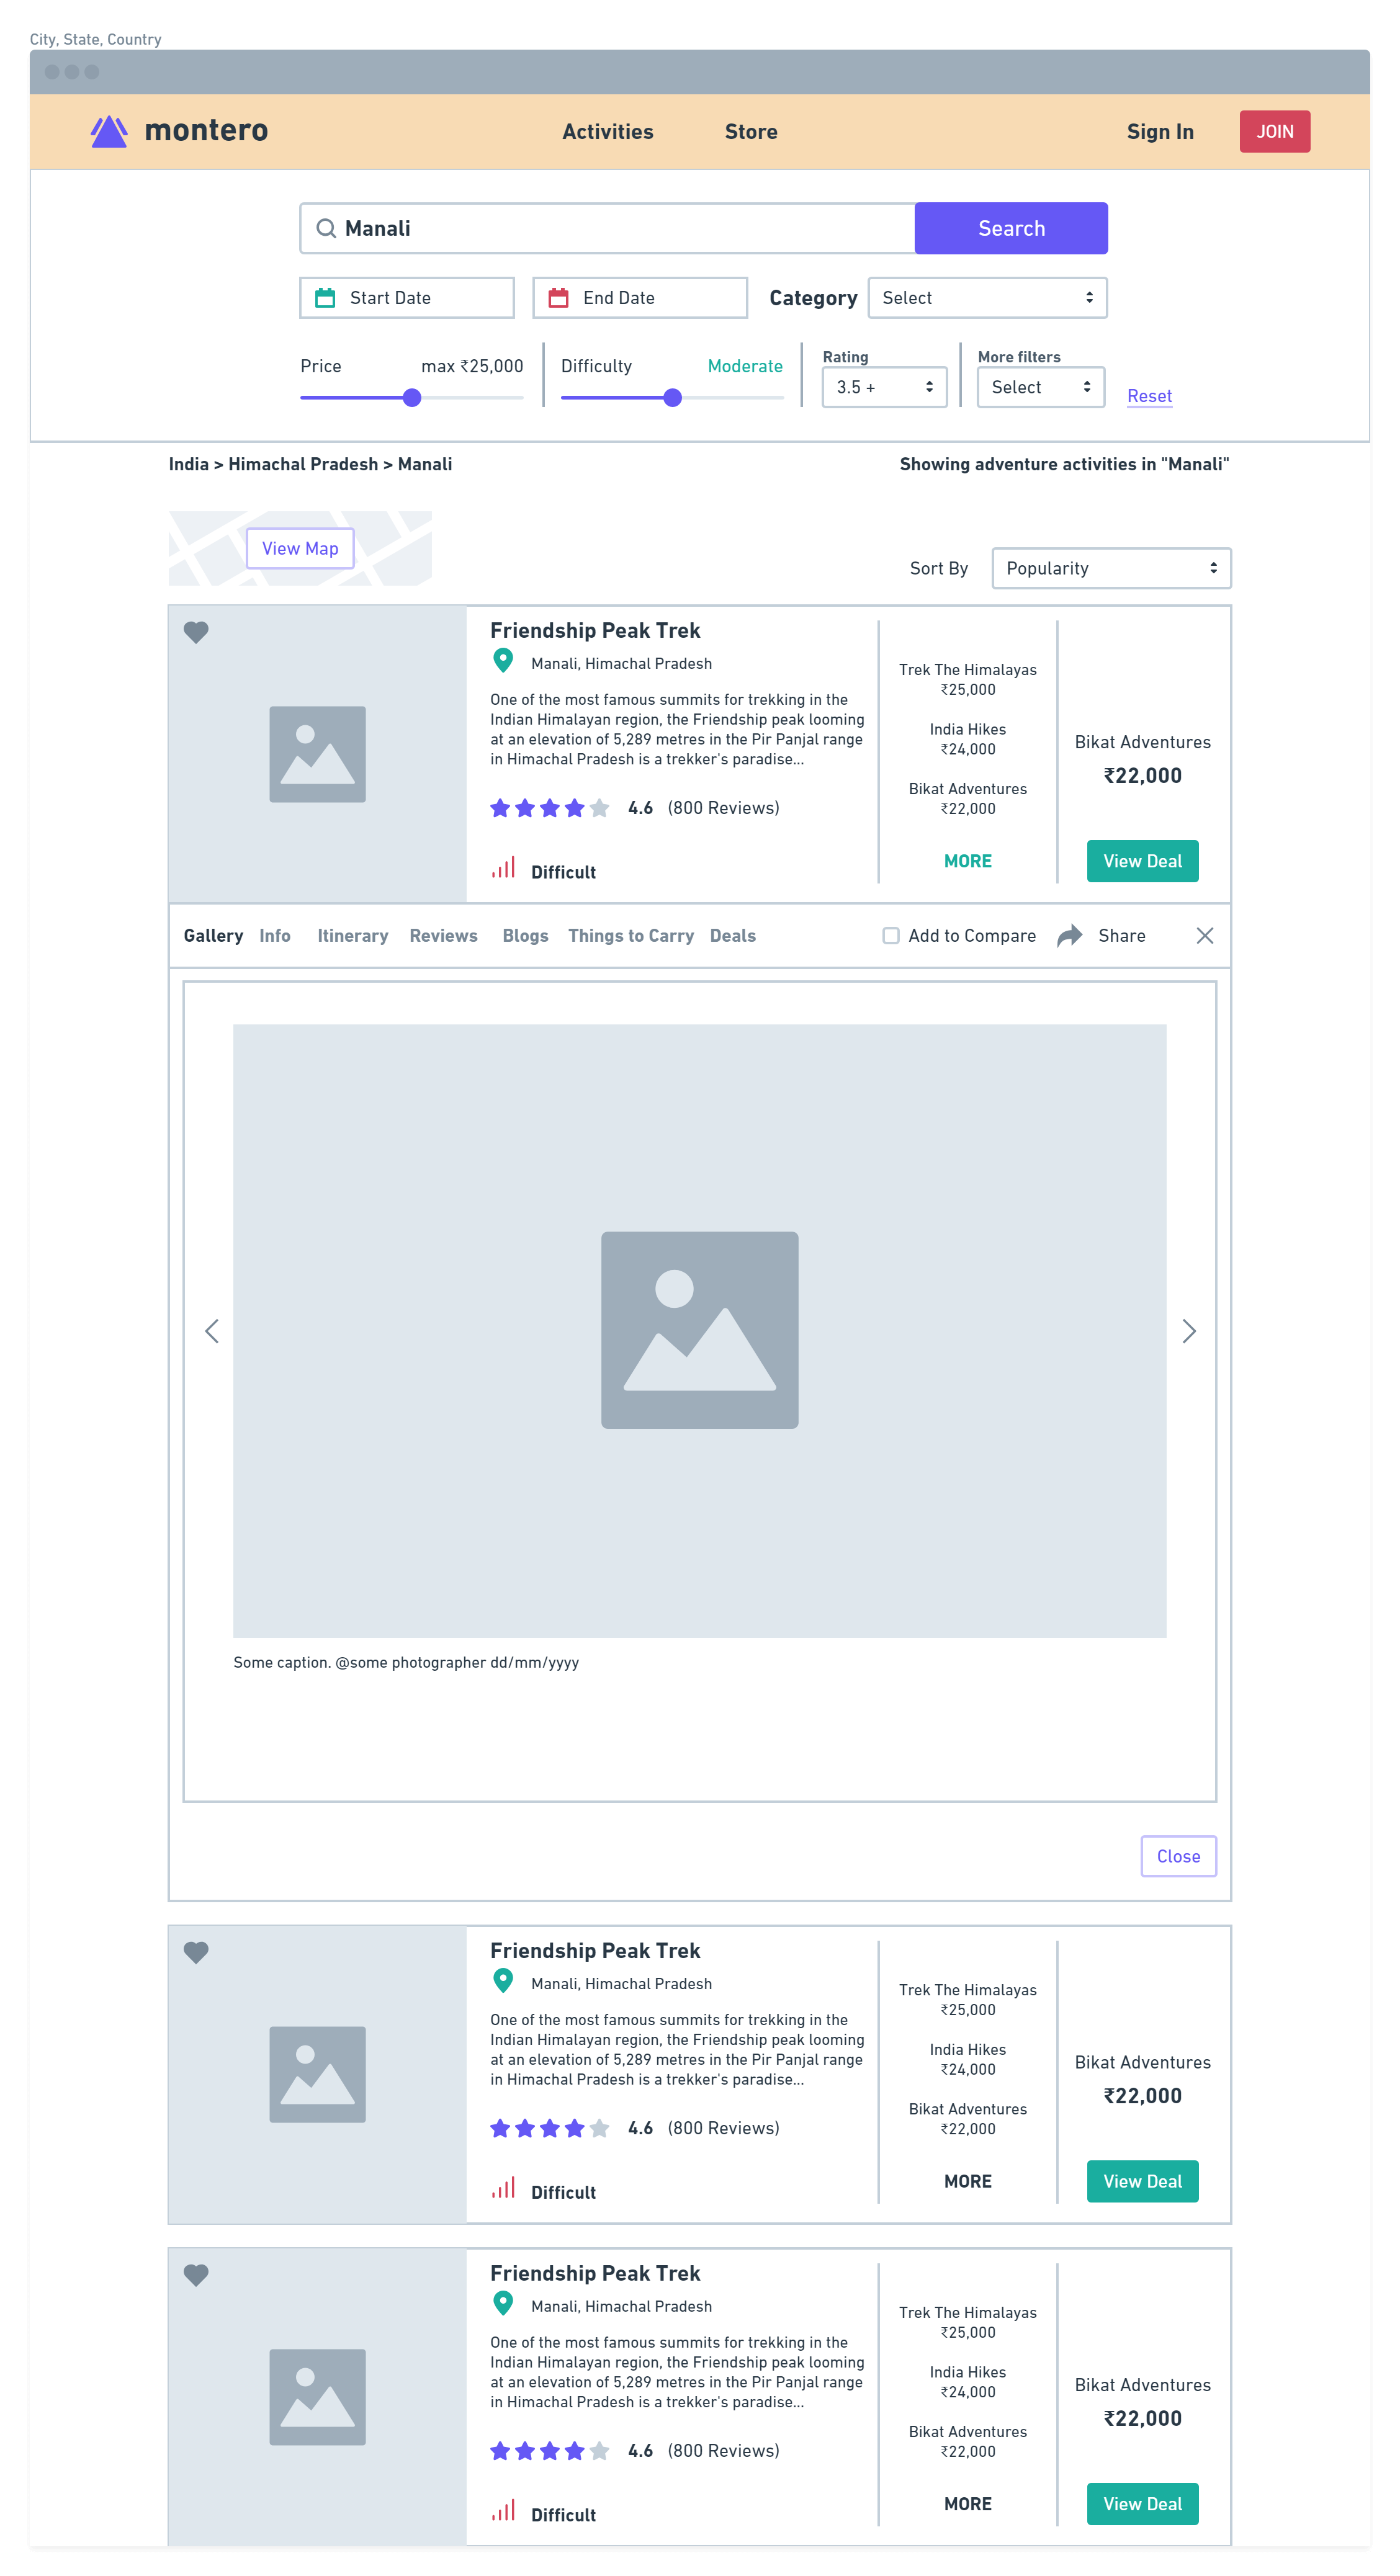 City, State, Country
montero
Activities
Store
Sign In
JOIN
Manali
Search
Start Date
End Date
Category
Select
Price
max ₹25,000
Difficulty
Moderate
Rating
3.5 +
More filters
Select
Reset
India > Himachal Pradesh > Manali
Showing adventure activities in "Manali"
View Map
Sort By
Popularity
Friendship Peak Trek
Manali, Himachal Pradesh
One of the most famous summits for trekking in the
Indian Himalayan region, the Friendship peak looming
at an elevation of 5,289 metres in the Pir Panjal range
in Himachal Pradesh is a trekker's paradise...
4.6 (800 Reviews)
Difficult
Trek The Himalayas
₹25,000
India Hikes
₹24,000
Bikat Adventures
₹22,000
MORE
Bikat Adventures
₹22,000
View Deal
Gallery
Info
Itinerary
Reviews
Blogs
Things to Carry
Deals
Add to Compare
Share
Some caption. @some photographer dd/mm/yyyy
Close
Friendship Peak Trek
Manali, Himachal Pradesh
One of the most famous summits for trekking in the
Indian Himalayan region, the Friendship peak looming
at an elevation of 5,289 metres in the Pir Panjal range
in Himachal Pradesh is a trekker's paradise...
4.6 (800 Reviews)
Difficult
Trek The Himalayas
₹25,000
India Hikes
₹24,000
Bikat Adventures
₹22,000
MORE
Bikat Adventures
₹22,000
View Deal
Friendship Peak Trek
Manali, Himachal Pradesh
One of the most famous summits for trekking in the
Indian Himalayan region, the Friendship peak looming
at an elevation of 5,289 metres in the Pir Panjal range
in Himachal Pradesh is a trekker's paradise...
4.6 (800 Reviews)
Difficult
Trek The Himalayas
₹25,000
India Hikes
₹24,000
Bikat Adventures
₹22,000
MORE
Bikat Adventures
₹22,000
View Deal